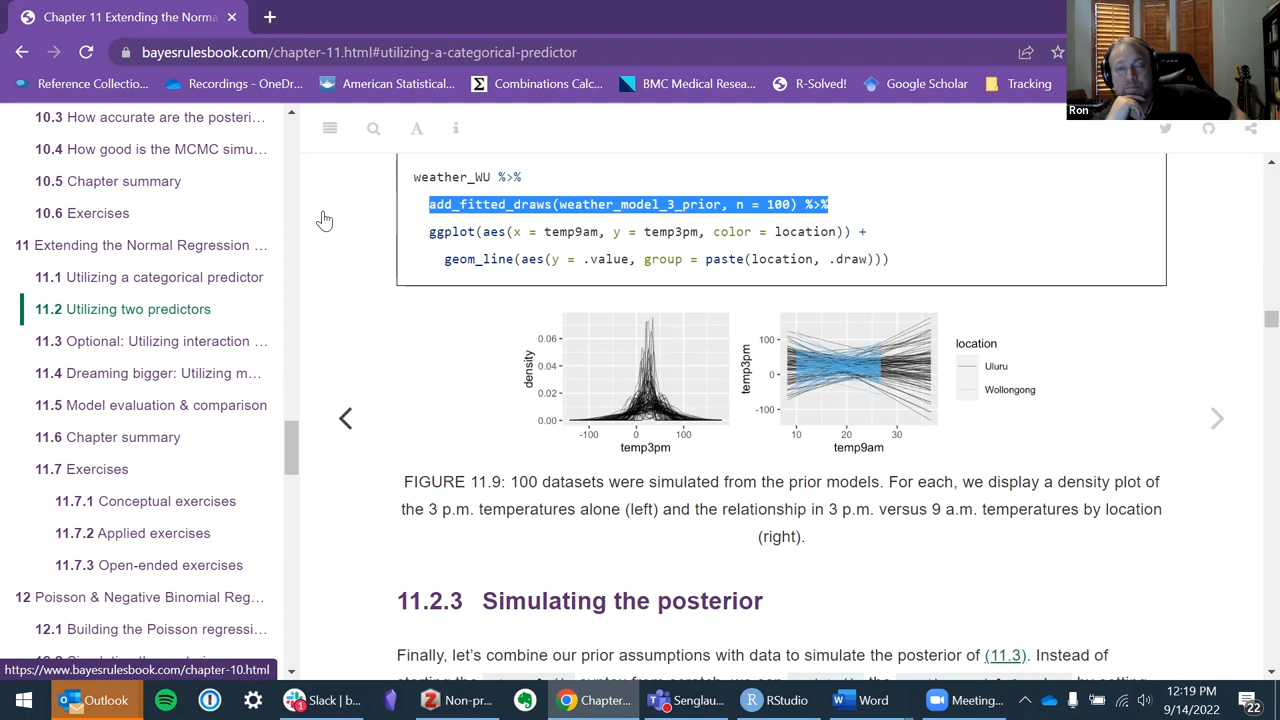 Chapter 11 Extending the Norma
bayesrulesbook.com/chapter-11.html#utilizing-a-categorical-predictor
Reference Collectio...
Recordings - OneDr...
American Statistical...
Combinations Calc...
BMC Medical Resea...
R-Solved!
Google Scholar
Tracking
Ron
10.3 How accurate are the posteri...
10.4 How good is the MCMC simu...
10.5 Chapter summary
10.6 Exercises
11 Extending the Normal Regression ...
11.1 Utilizing a categorical predictor
11.2 Utilizing two predictors
11.3 Optional: Utilizing interaction ...
11.4 Dreaming bigger: Utilizing m...
11.5 Model evaluation & comparison
11.6 Chapter summary
11.7 Exercises
11.7.1 Conceptual exercises
11.7.2 Applied exercises
11.7.3 Open-ended exercises
12 Poisson & Negative Binomial Reg...
12.1 Building the Poisson regressi...
https://www.bayesrulesbook.com/chapter-10.html
weather_WU %>%
add_fitted_draws(weather_model_3_prior, n = 100) %>%
ggplot(aes(x = temp9am, y = temp3pm, color = location)) +
geom_line(aes(y = .value, group = paste(location, .draw)))
density
0.06
0.04
0.02
0.00
-100 0 100
temp3pm
temp3pm
100
0
-100
10 20 30
temp9am
location
Uluru
Wollongong
FIGURE 11.9: 100 datasets were simulated from the prior models. For each, we display a density plot of
the 3 p.m. temperatures alone (left) and the relationship in 3 p.m. versus 9 a.m. temperatures by location
(right).
11.2.3 Simulating the posterior
Finally, let's combine our prior assumptions with data to simulate the posterior of (11.3). Instead of
Outlook
Slack | b...
Non-pr...
Chapter...
Senglau...
RStudio
Word
Meeting...
12:19 PM
9/14/2022
22